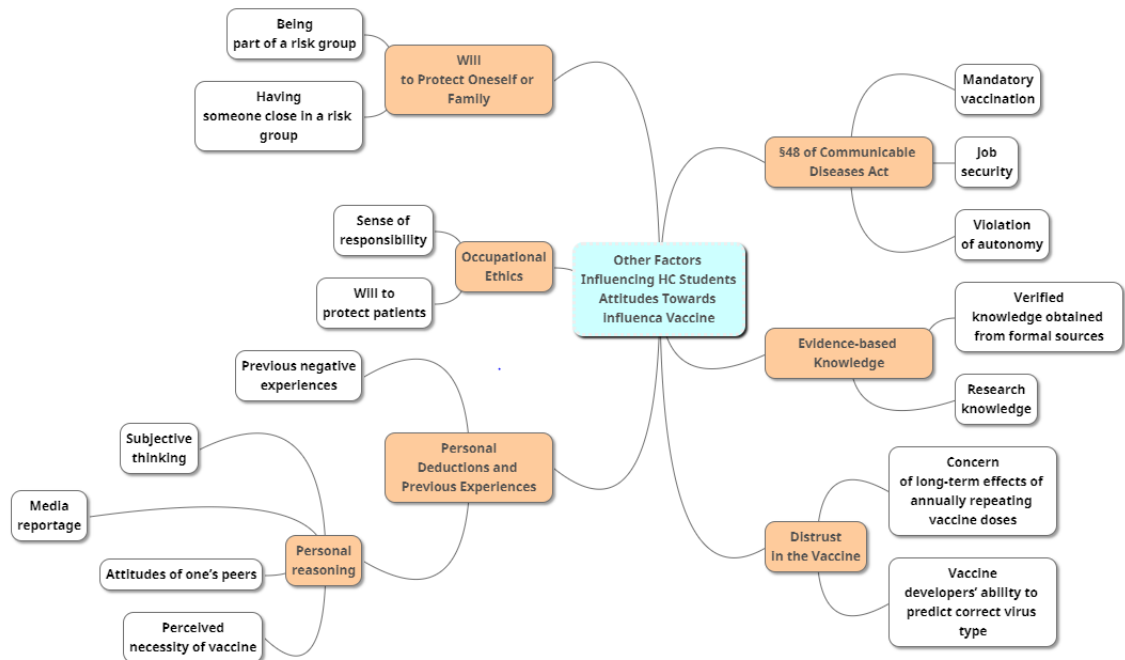 Being
part of a risk group
Having
someone close in a risk
group
Will
to Protect Oneself or
Family
Sense of
responsibility
Will to
protect patients
Occupational
Ethics
Previous negative
experiences
Subjective
thinking
Media
reportage
Attitudes of one's peers
Perceived
necessity of vaccine
Personal
reasoning
Personal
Deductions and
Previous Experiences
Other Factors
Influencing HC Students
Attitudes Towards
Influenca Vaccine
§48 of Communicable
Diseases Act
Mandatory
vaccination
Job
security
Violation
of autonomy
Evidence-based
Knowledge
Verified
knowledge obtained
from formal sources
Research
knowledge
Distrust
in the Vaccine
Concern
of long-term effects of
annually repeating
vaccine doses
Vaccine
developers' ability to
predict correct virus
type